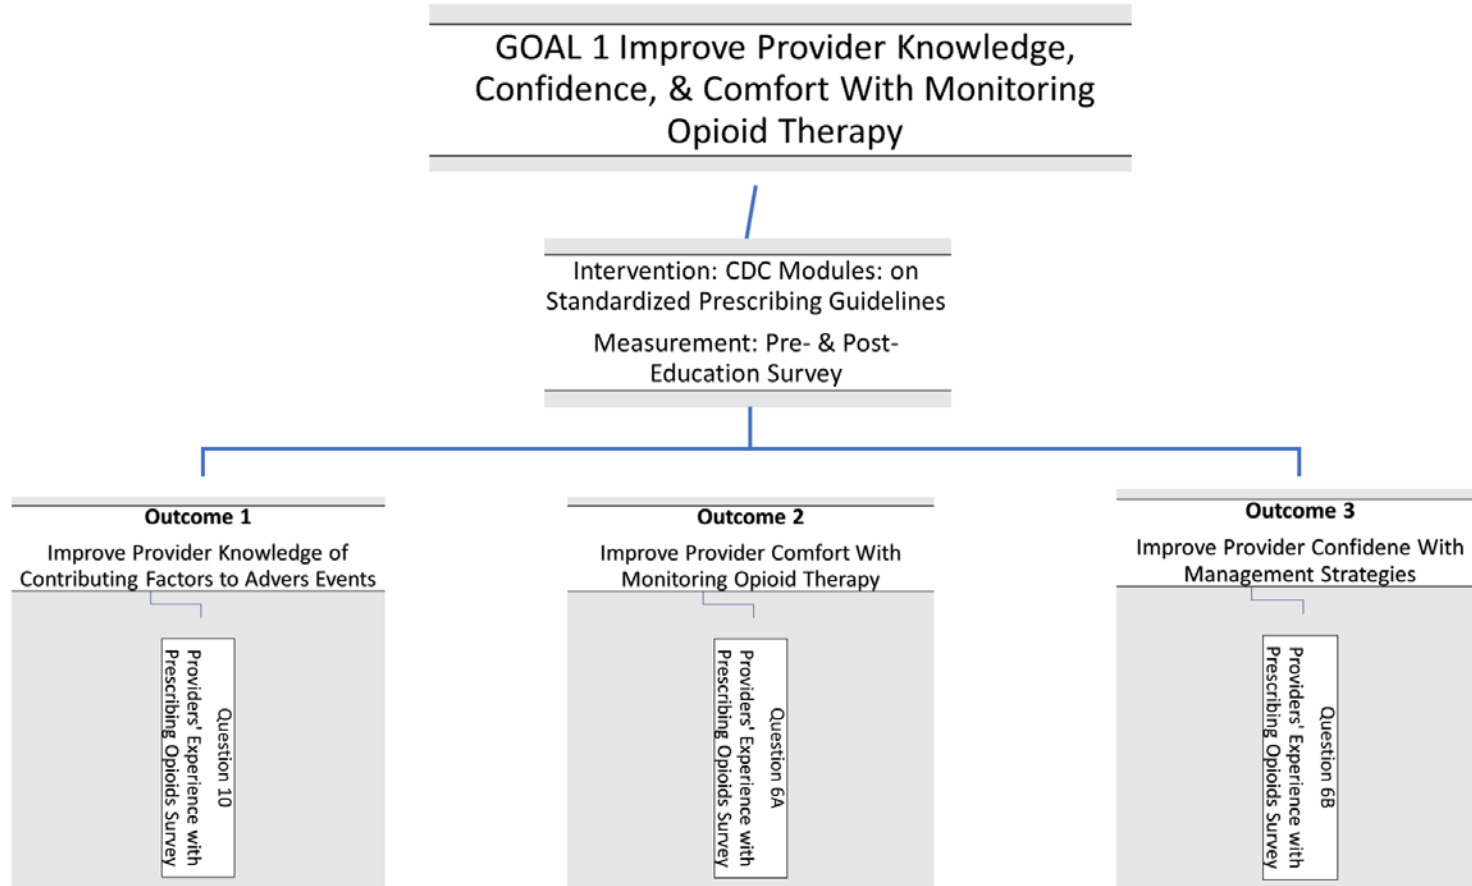 GOAL 1 Improve Provider Knowledge,
Confidence, & Comfort With Monitoring
Opioid Therapy
Intervention: CDC Modules: on
Standardized Prescribing Guidelines
Measurement: Pre- & Post-
Education Survey
Outcome 1
Improve Provider Knowledge of
Contributing Factors to Advers Events
Question 10
Providers' Experience with
Prescribing Opioids Survey
Outcome 2
Improve Provider Comfort With
Monitoring Opioid Therapy
Question 6A
Providers' Experience with
Prescribing Opioids Survey
Outcome 3
Improve Provider Confidene With
Management Strategies
Question 6B
Providers' Experience with
Prescribing Opioids Survey